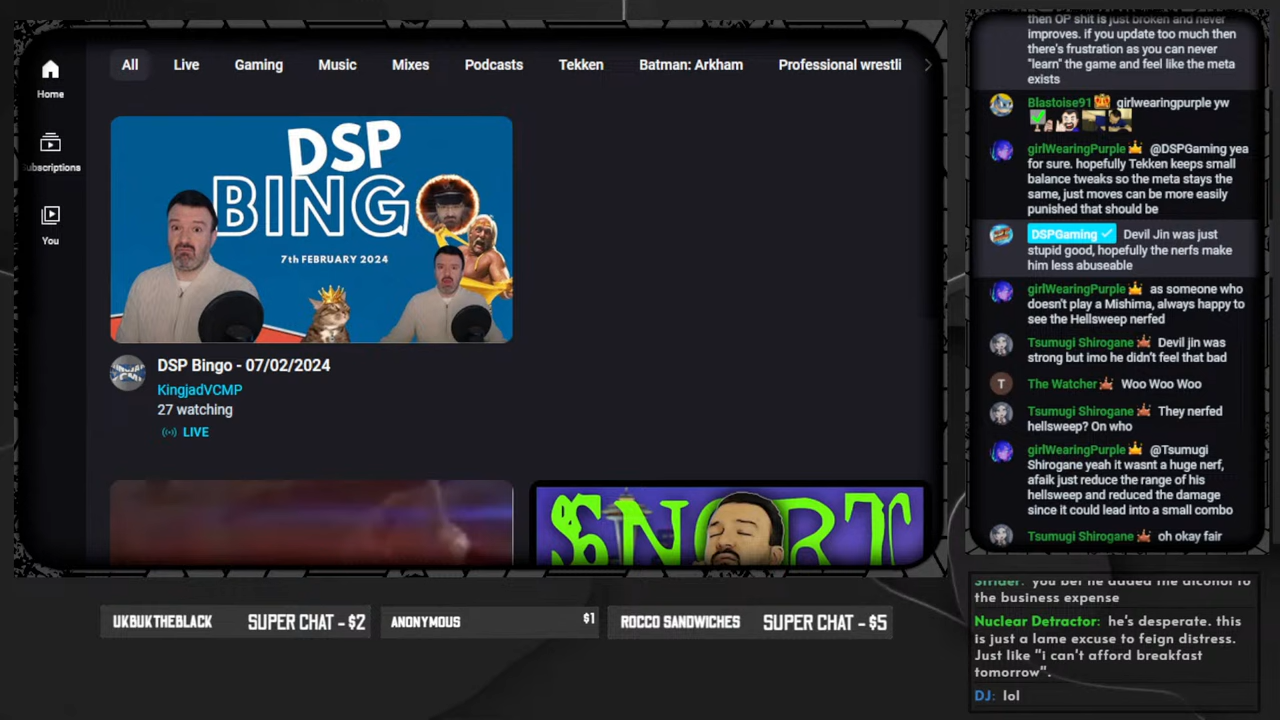 All
Live
Gaming
Music
Mixes
Podcasts
Tekken
Batman: Arkham
Professional wrestli
Home
Subscriptions
You
DSP
BINGO
7th FEBRUARY 2024
DSP Bingo - 07/02/2024
KingjadVCMP
27 watching
LIVE
SNORT
UKBUKTHEBLACK SUPER CHAT - $2
ANONYMOUS $1
ROCCO SANDWICHES SUPER CHAT - $5
then OP shit is just broken and never
improves. if you update too much then
there's frustration as you can never
"learn" the game and feel like the meta
exists
Blastoise91 girlwearingpurple yw
girlWearingPurple @DSPGaming yea
for sure. hopefully Tekken keeps small
balance tweaks so the meta stays the
same, just moves can be more easily
punished that should be
DSPGaming Devil Jin was just
stupid good, hopefully the nerfs make
him less abuseable
girlWearingPurple as someone who
doesn't play a Mishima, always happy to
see the Hellsweep nerfed
Tsumugi Shirogane Devil jin was
strong but imo he didn't feel that bad
T
The Watcher Woo Woo Woo
Tsumugi Shirogane They nerfed
hellsweep? On who
girlWearingPurple @Tsumugi
Shirogane yeah it wasnt a huge nerf,
afaik just reduce the range of his
hellsweep and reduced the damage
since it could lead into a small combo
Tsumugi Shirogane oh okay fair
Strider: you bet he added the alcohol to
the business expense
Nuclear Detractor: he's desperate. this
is just a lame excuse to feign distress.
Just like "i can't afford breakfast
tomorrow".
DJ: lol